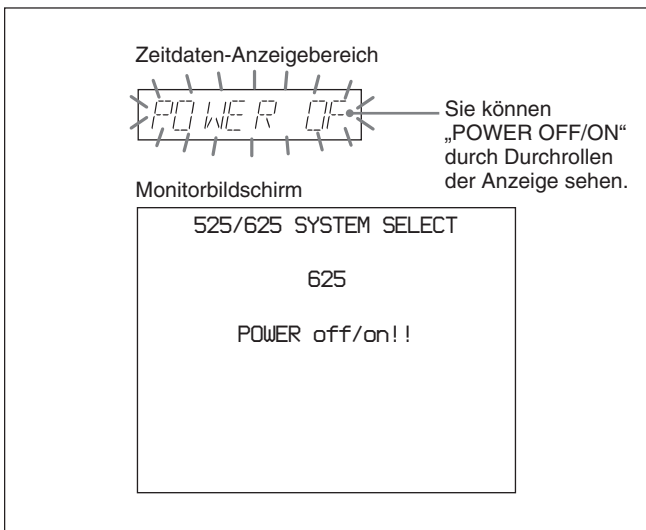 Zeitdaten-Anzeigebereich
POWER OF
Sie können
„POWER OFF/ON“
durch Durchrollen
der Anzeige sehen.
Monitorbildschirm
525/625 SYSTEM SELECT
625
POWER off/on!!